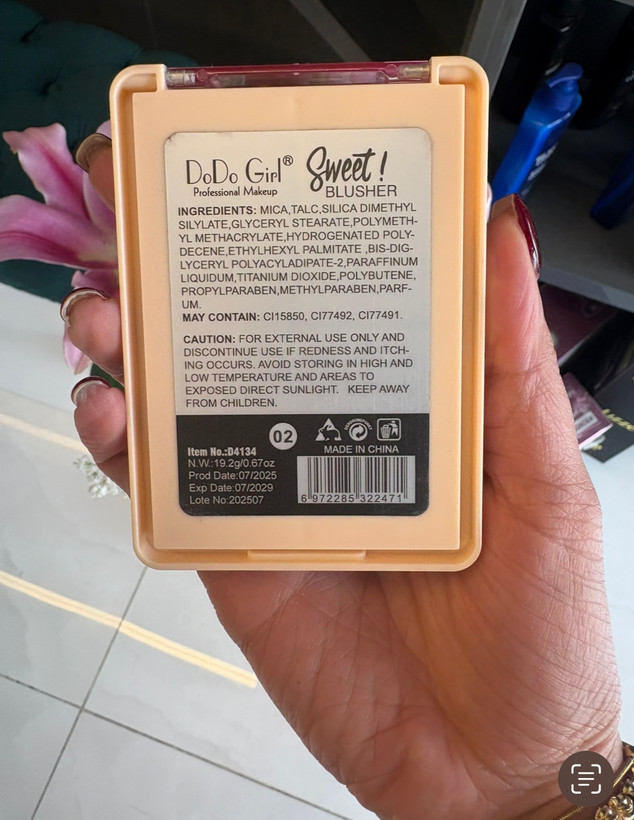 DoDo Girl® Sweet!
Professional Makeup BLUSHER
INGREDIENTS: MICA,TALC,SILICA DIMETHYL
SILYLATE,GLYCERYL STEARATE,POLYMETH-
YL METHACRYLATE,HYDROGENATED POLY-
DECENE,ETHYLHEXYL PALMITATE ,BIS-DIG-
LYCERYL POLYACYLADIPATE-2,PARAFFINUM
LIQUIDUM,TITANIUM DIOXIDE,POLYBUTENE,
PROPYLPARABEN,METHYLPARABEN,PARF-
UM.
MAY CONTAIN: CI15850, CI77492, CI77491.
CAUTION: FOR EXTERNAL USE ONLY AND
DISCONTINUE USE IF REDNESS AND ITCH-
ING OCCURS. AVOID STORING IN HIGH AND
LOW TEMPERATURE AND AREAS TO
EXPOSED DIRECT SUNLIGHT. KEEP AWAY
FROM CHILDREN.
02
Item No.:D4134
N.W.:19.2g/0.67oz
Prod Date:07/2025
Exp Date:07/2029
Lote No:202507
MADE IN CHINA
6 972285 322471